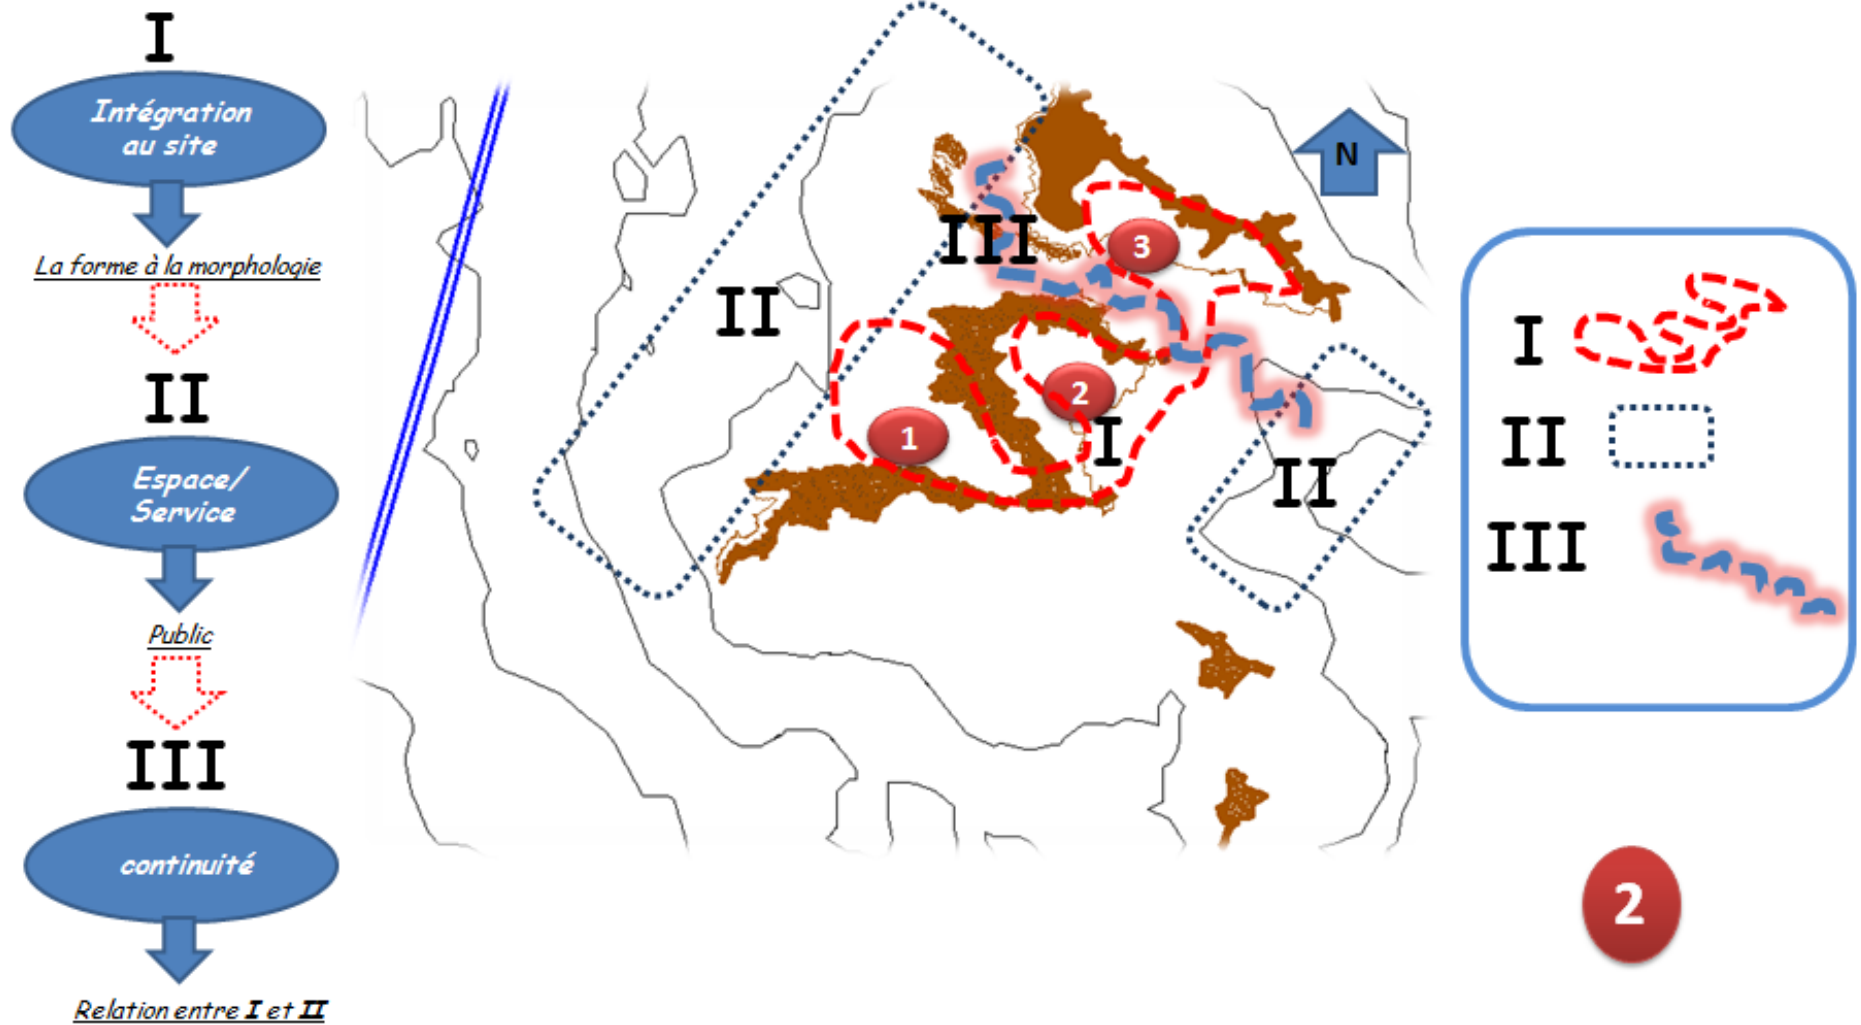 I
Intégration
au site
La forme à la morphologie
II
Espace/
Service
Public
III
continuité
Relation entre I et II
N
III
3
II
2
1
I
II
I
II
III
2